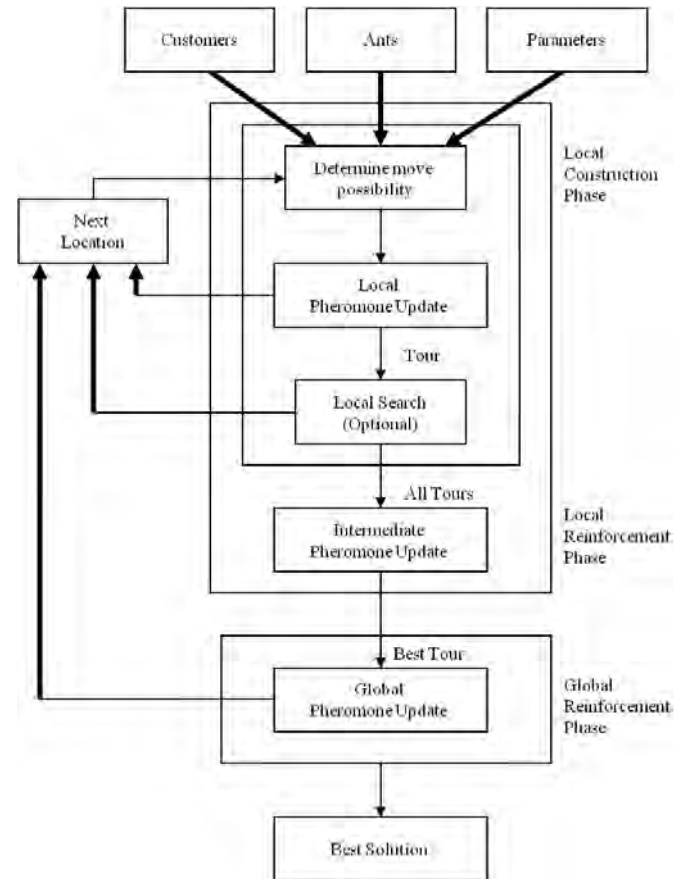 Customers
Ants
Parameters
Determine move
possibility
Local
Construction
Phase
Next
Location
Local
Pheromone Update
Tour
Local Search
(Optional)
All Tours
Intermediate
Pheromone Update
Local
Reinforcement
Phase
Best Tour
Global
Pheromone Update
Global
Reinforcement
Phase
Best Solution